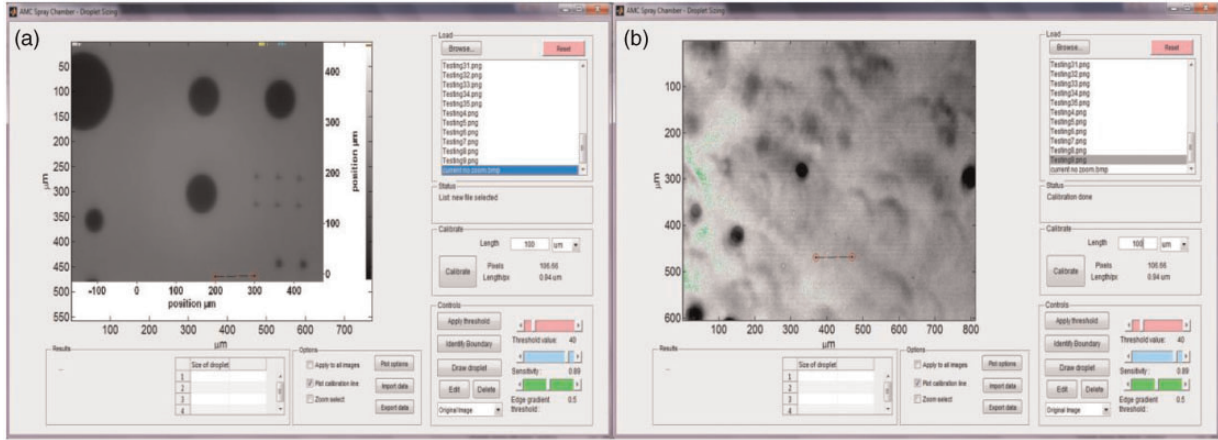 (a)
AMC Spray Chamber - Droplet Sizing
50
100
150
200
250
300
350
400
450
500
550
μm
100 200 300 400 500 600 700
μm
-100 0 100 200 300 400
position μm
400
300
200
100
0
position μm
Load
Browse... Reset
Testing31.png
Testing32.png
Testing33.png
Testing34.png
Testing35.png
Testing4.png
Testing5.png
Testing6.png
Testing7.png
Testing8.png
Testing9.png
current no zoom.bmp
Status
List: new file selected
Calibrate
Length 100 um
Calibrate
Pixels 106.66
Length/px 0.94 um
Controls
Apply threshold
Identify Boundary
Draw droplet
Edit Delete
Original Image
Threshold value: 40
Sensitivity : 0.89
Edge gradient threshold : 0.5
Results
Size of droplet
1
2
3
4
Options
Apply to all images
Plot calibration line
Zoom select
Plot options
Import data
Export data
(b)
AMC Spray Chamber - Droplet Sizing
100
200
300
400
500
600
μm
100 200 300 400 500 600 700 800
μm
Load
Browse... Reset
Testing31.png
Testing32.png
Testing33.png
Testing34.png
Testing35.png
Testing4.png
Testing5.png
Testing6.png
Testing7.png
Testing8.png
Testing9.png
current no zoom.bmp
Status
Calibration done
Calibrate
Length 100 um
Calibrate
Pixels 106.66
Length/px 0.94 um
Controls
Apply threshold
Identify Boundary
Draw droplet
Edit Delete
Original Image
Threshold value: 40
Sensitivity : 0.89
Edge gradient threshold : 0.5
Results
Size of droplet
1
2
3
4
Options
Apply to all images
Plot calibration line
Zoom select
Plot options
Import data
Export data